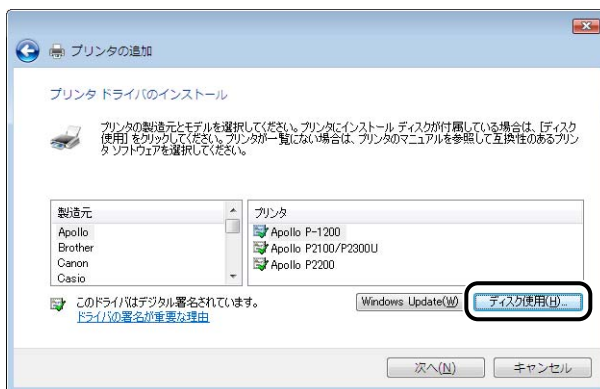 プリンタの追加
プリンタ ドライバのインストール
プリンタの製造元とモデルを選択してください。プリンタにインストール ディスクが付属している場合は、[ディスク
使用] をクリックしてください。プリンタが一覧にない場合は、プリンタのマニュアルを参照して互換性のあるプリン
タ ソフトウェアを選択してください。
製造元
プリンタ
Apollo
Apollo P-1200
Brother
Apollo P2100/P2300U
Canon
Apollo P2200
Casio
このドライバはデジタル署名されています。
Windows Update(W)
ディスク使用(H)...
ドライバの署名が重要な理由
次へ(N)
キャンセル